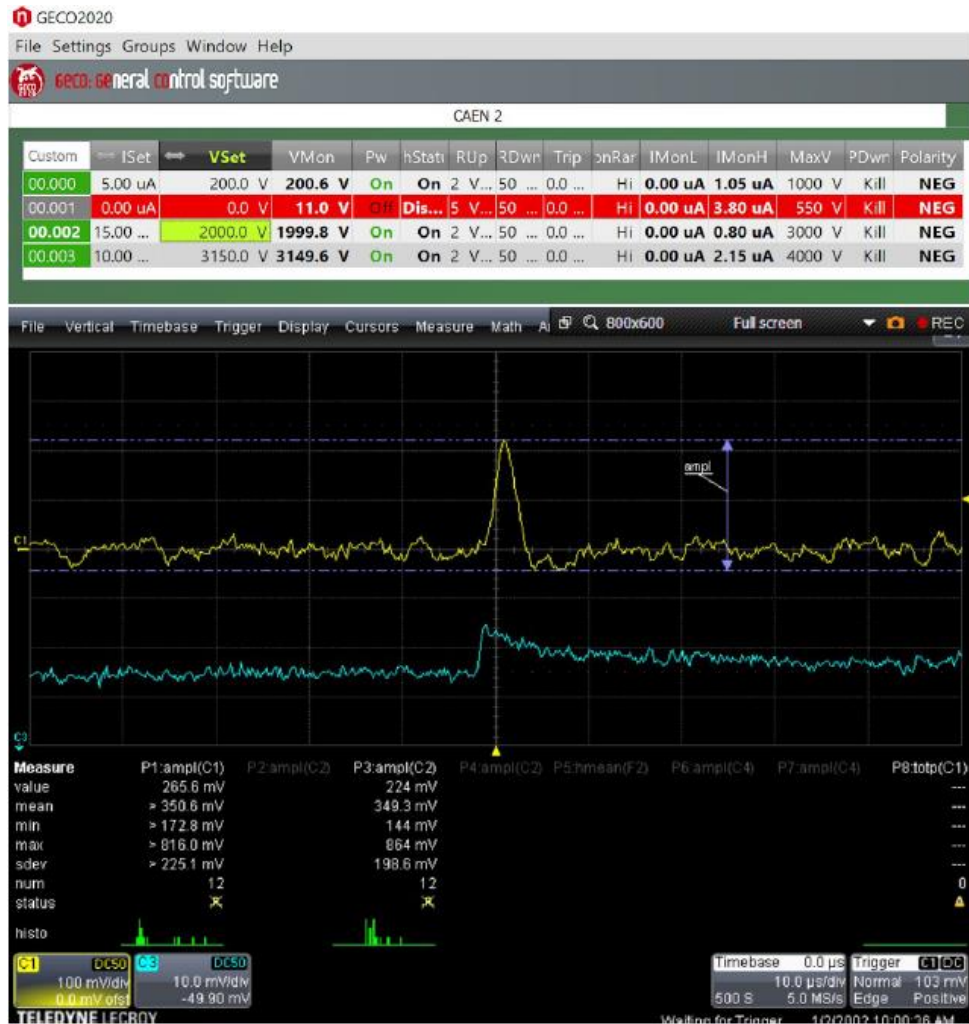 GECO2020
File Settings Groups Window Help
GECO: GEneral COntrol software
CAEN 2
Custom ISet VSet VMon Pw hStatı RUp RDwn Trip onRar IMonL IMonH MaxV PDwn Polarity
00.000 5.00 uA 200.0 V 200.6 V On On 2 V... 50 ... 0.0 ... Hi 0.00 uA 1.05 uA 1000 V Kill NEG
00.001 0.00 uA 0.0 V 11.0 V Off Dis... 5 V... 50 ... 0.0 ... Hi 0.00 uA 3.80 uA 550 V Kill NEG
00.002 15.00 ... 2000.0 V 1999.8 V On On 2 V... 50 ... 0.0 ... Hi 0.00 uA 0.80 uA 3000 V Kill NEG
00.003 10.00 ... 3150.0 V 3149.6 V On On 2 V... 50 ... 0.0 ... Hi 0.00 uA 2.15 uA 4000 V Kill NEG
File Vertical Timebase Trigger Display Cursors Measure Math A 800x600 Full screen REC
ampl
C1
C3
Measure P1:ampl(C1) P2:ampl(C2) P3:ampl(C2) P4:ampl(C2) P5:hmean(F2) P6:ampl(C4) P7:ampl(C4) P8:totp(C1)
value 265.6 mV 224 mV ---
mean > 350.6 mV 349.3 mV ---
min > 172.8 mV 144 mV ---
max > 816.0 mV 864 mV ---
sdev > 225.1 mV 198.6 mV ---
num 12 12 0
status
histo
C1 DC50 C3 DC50 Timebase 0.0 µs Trigger C1 DC
100 mV/div 10.0 mV/div 10.0 µs/div Normal 103 mV
0.0 mV ofst -49.90 mV 500 S 5.0 MS/s Edge Positive
TELEDYNE LECROY Waiting for Trigger 1/2/2002 10:00:36 AM